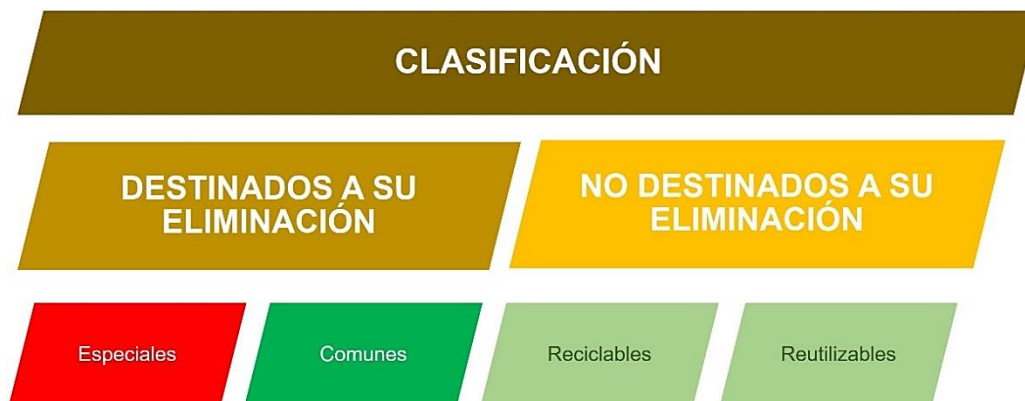 CLASIFICACIÓN
DESTINADOS A SU
ELIMINACIÓN
NO DESTINADOS A SU
ELIMINACIÓN
Especiales
Comunes
Reciclables
Reutilizables